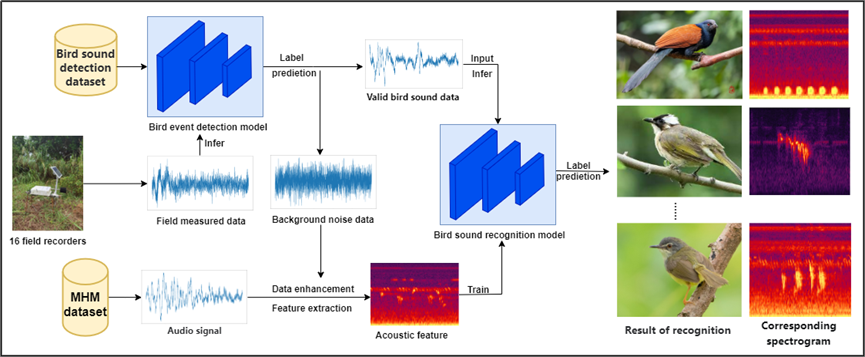 Bird sound
detection
dataset
Label
prediction
Input
Infer
Valid bird sound data
Bird event detection model
Infer
Field measured data
Background noise data
16 field recorders
Label
prediction
Bird sound recognition model
MHM
dataset
Audio signal
Data enhancement
Feature extraction
Acoustic feature
Train
Result of recognition
Corresponding
spectrogram